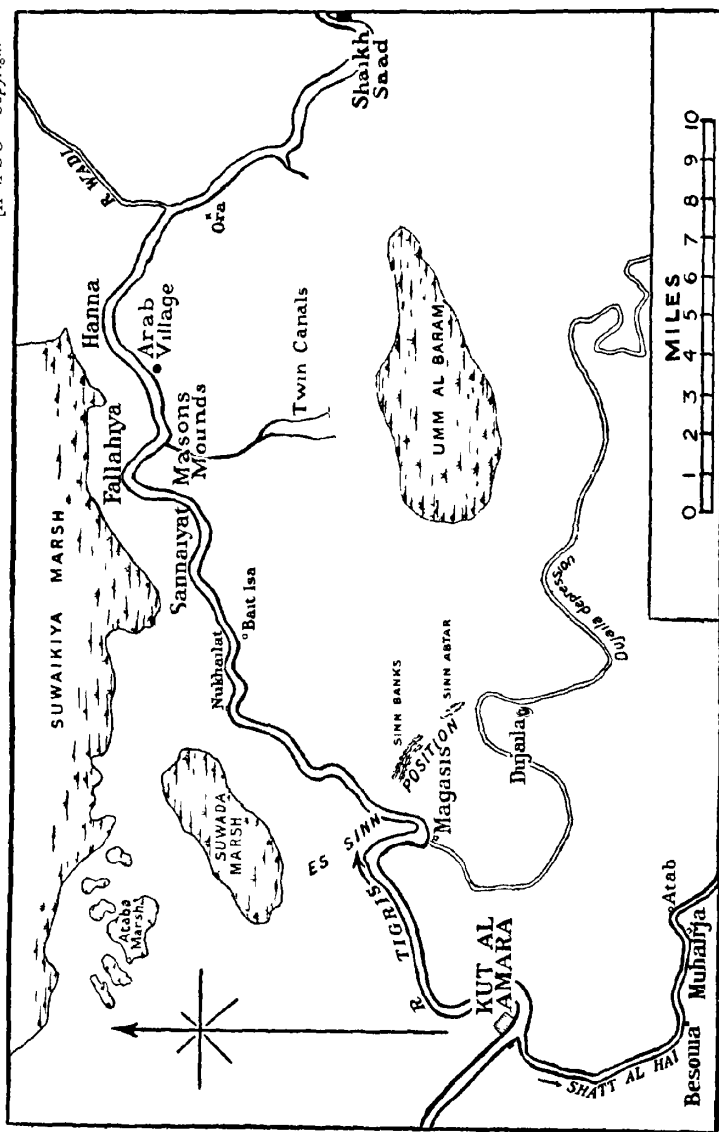 R WADI
Shaikh
Saad
Ora
Hanna
Arab
Village
Fallahiya
Masons
Mounds
Twin Canals
SUWAIKIYA MARSH
Sannaiyat
Bait Isa
Nukhailat
UMM AL BARAM
SUWADA
MARSH
Ataba
Marsh
ES SINN
SINN BANKS
POSITION
SINN ABTAR
Magasis
Dujaila
Dujaila depression
R TIGRIS
KUT AL
AMARA
SHATT AL HAI
Atab
Muhairja
Besouia
MILES
0 1 2 3 4 5 6 7 8 9 10